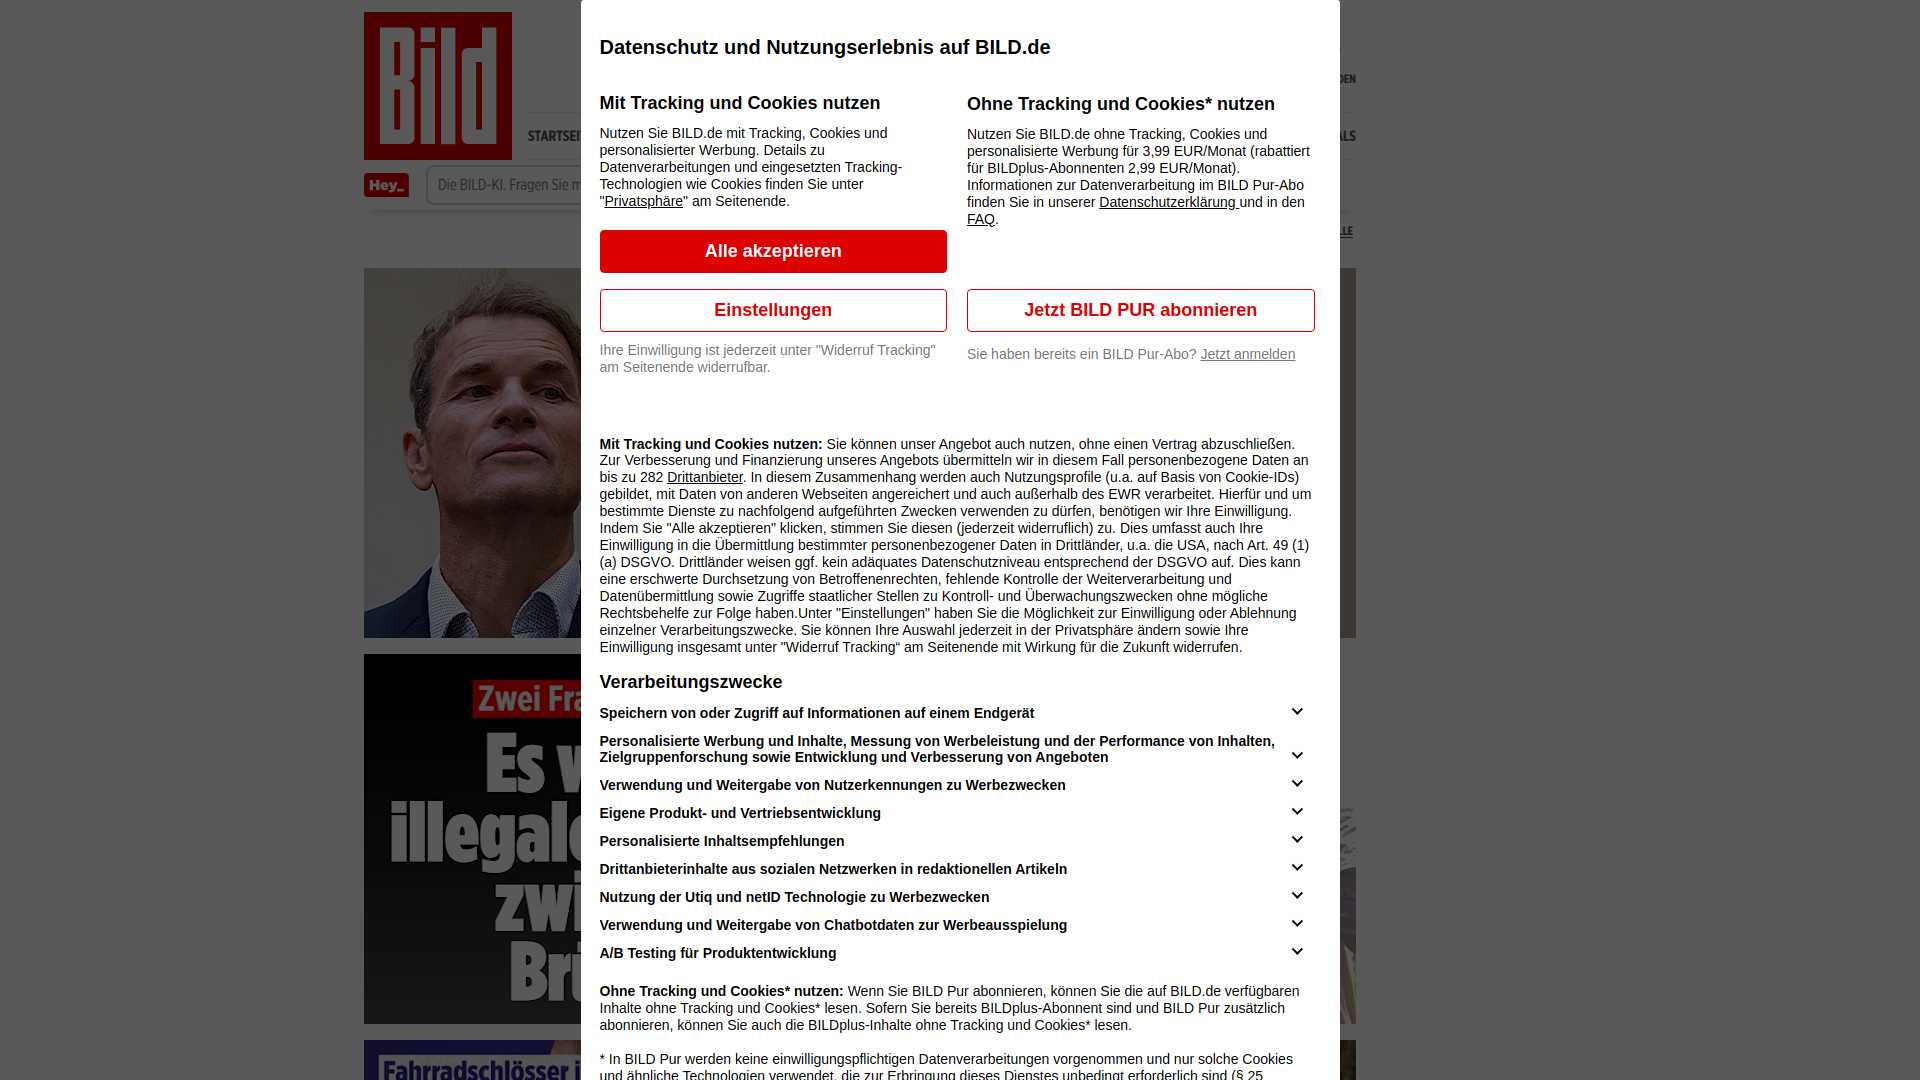 Bild
Datenschutz und Nutzungserlebnis auf BILD.de
DEN
STARTSEI
ALS
Hey_
Die BILD-KI. Fragen Sie m
LLE
Mit Tracking und Cookies nutzen
Nutzen Sie BILD.de mit Tracking, Cookies und
personalisierter Werbung. Details zu
Datenverarbeitungen und eingesetzten Tracking-
Technologien wie Cookies finden Sie unter
"Privatsphäre" am Seitenende.
Alle akzeptieren
Einstellungen
Ihre Einwilligung ist jederzeit unter "Widerruf Tracking"
am Seitenende widerrufbar.
Ohne Tracking und Cookies* nutzen
Nutzen Sie BILD.de ohne Tracking, Cookies und
personalisierte Werbung für 3,99 EUR/Monat (rabattiert
für BILDplus-Abonnenten 2,99 EUR/Monat).
Informationen zur Datenverarbeitung im BILD Pur-Abo
finden Sie in unserer Datenschutzerklärung und in den
FAQ.
Jetzt BILD PUR abonnieren
Sie haben bereits ein BILD Pur-Abo? Jetzt anmelden
Mit Tracking und Cookies nutzen: Sie können unser Angebot auch nutzen, ohne einen Vertrag abzuschließen.
Zur Verbesserung und Finanzierung unseres Angebots übermitteln wir in diesem Fall personenbezogene Daten an
bis zu 282 Drittanbieter. In diesem Zusammenhang werden auch Nutzungsprofile (u.a. auf Basis von Cookie-IDs)
gebildet, mit Daten von anderen Webseiten angereichert und auch außerhalb des EWR verarbeitet. Hierfür und um
bestimmte Dienste zu nachfolgend aufgeführten Zwecken verwenden zu dürfen, benötigen wir Ihre Einwilligung.
Indem Sie "Alle akzeptieren" klicken, stimmen Sie diesen (jederzeit widerruflich) zu. Dies umfasst auch Ihre
Einwilligung in die Übermittlung bestimmter personenbezogener Daten in Drittländer, u.a. die USA, nach Art. 49 (1)
(a) DSGVO. Drittländer weisen ggf. kein adäquates Datenschutzniveau entsprechend der DSGVO auf. Dies kann
eine erschwerte Durchsetzung von Betroffenenrechten, fehlende Kontrolle der Weiterverarbeitung und
Datenübermittlung sowie Zugriffe staatlicher Stellen zu Kontroll- und Überwachungszwecken ohne mögliche
Rechtsbehelfe zur Folge haben.Unter "Einstellungen" haben Sie die Möglichkeit zur Einwilligung oder Ablehnung
einzelner Verarbeitungszwecke. Sie können Ihre Auswahl jederzeit in der Privatsphäre ändern sowie Ihre
Einwilligung insgesamt unter "Widerruf Tracking“ am Seitenende mit Wirkung für die Zukunft widerrufen.
Verarbeitungszwecke
Speichern von oder Zugriff auf Informationen auf einem Endgerät
Personalisierte Werbung und Inhalte, Messung von Werbeleistung und der Performance von Inhalten,
Zielgruppenforschung sowie Entwicklung und Verbesserung von Angeboten
Verwendung und Weitergabe von Nutzerkennungen zu Werbezwecken
Eigene Produkt- und Vertriebsentwicklung
Personalisierte Inhaltsempfehlungen
Drittanbieterinhalte aus sozialen Netzwerken in redaktionellen Artikeln
Nutzung der Utiq und netID Technologie zu Werbezwecken
Verwendung und Weitergabe von Chatbotdaten zur Werbeausspielung
A/B Testing für Produktentwicklung
Ohne Tracking und Cookies* nutzen: Wenn Sie BILD Pur abonnieren, können Sie die auf BILD.de verfügbaren
Inhalte ohne Tracking und Cookies* lesen. Sofern Sie bereits BILDplus-Abonnent sind und BILD Pur zusätzlich
abonnieren, können Sie auch die BILDplus-Inhalte ohne Tracking und Cookies* lesen.
* In BILD Pur werden keine einwilligungspflichtigen Datenverarbeitungen vorgenommen und nur solche Cookies
und ähnliche Technologien verwendet, die zur Erbringung dieses Dienstes unbedingt erforderlich sind (§ 25
Zwei Fra
Es w
illegale
zwi
Brü
Fahrradschlösser i